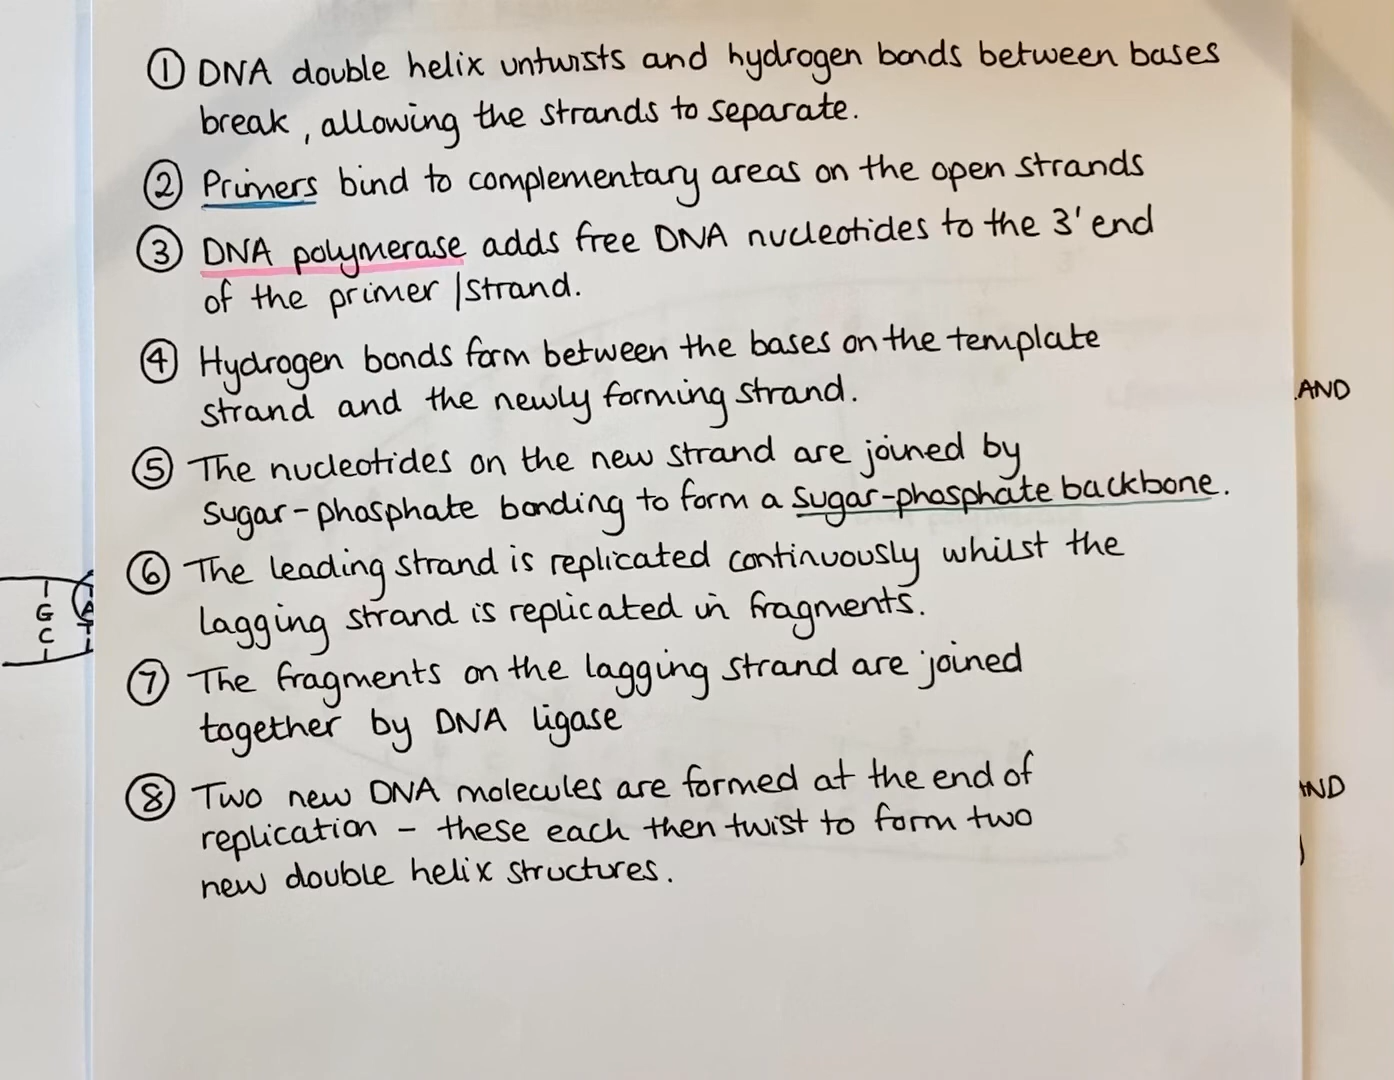 ① DNA double helix untwists and hydrogen bonds between bases
break, allowing the strands to separate.
② Primers bind to complementary areas on the open strands
③ DNA polymerase adds free DNA nucleotides to the 3' end
of the primer/strand.
④ Hydrogen bonds form between the bases on the template
strand and the newly forming strand.
⑤ The nucleotides on the new strand are joined by
sugar-phosphate bonding to form a sugar-phosphate backbone.
⑥ The leading strand is replicated continuously whilst the
lagging strand is replicated in fragments.
⑦ The fragments on the lagging strand are joined
together by DNA ligase
⑧ Two new DNA molecules are formed at the end of
replication - these each then twist to form two
new double helix structures.
G
C
A
T
AND
ND